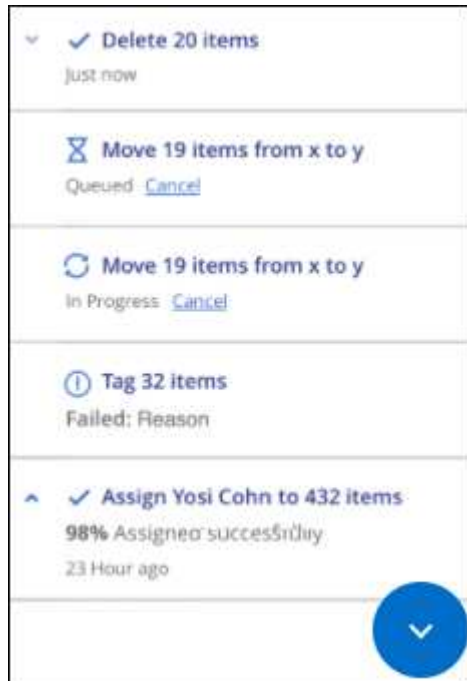 Delete 20 items
Just now
Move 19 items from x to y
Queued Cancel
Move 19 items from x to y
In Progress Cancel
Tag 32 items
Failed: Reason
Assign Yosi Cohn to 432 items
98% Assigned
23 Hour ago